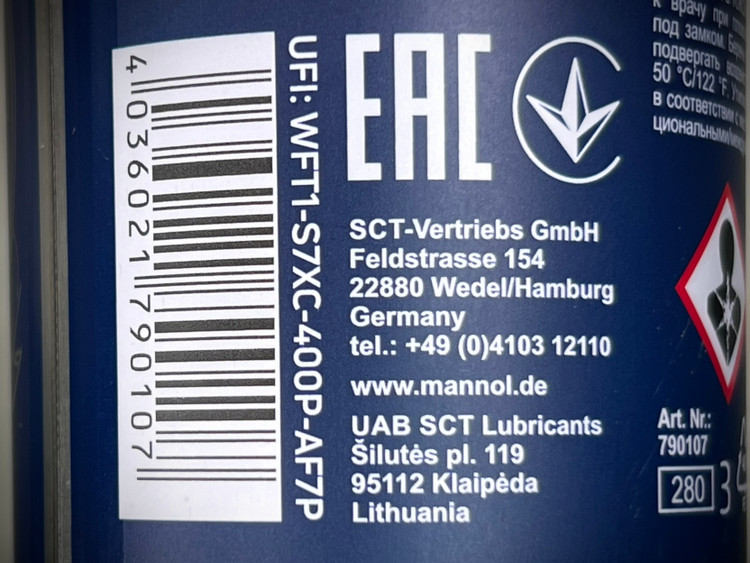 4 036021 790107
UFI: WFT1-S7XC-400P-AF7P
EAC
SCT-Vertriebs GmbH
Feldstrasse 154
22880 Wedel/Hamburg
Germany
tel.: +49 (0)4103 12110
www.mannol.de
UAB SCT Lubricants
Šilutės pl. 119
95112 Klaipėda
Lithuania
к врачу при
под замком.
подвергать
50 °C/122 °F.
в соответствии с
Art. Nr.:
790107
280
3